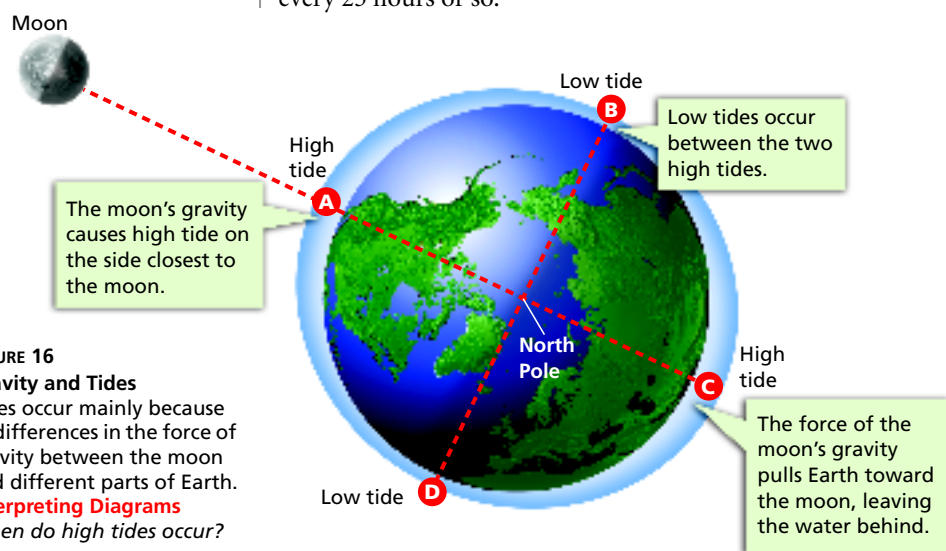 every 25 hours or so.
Moon
Low tide
B
Low tides occur
between the two
high tides.
High
tide
A
The moon's gravity
causes high tide on
the side closest to
the moon.
North
Pole
High
tide
C
The force of the
moon's gravity
pulls Earth toward
the moon, leaving
the water behind.
Low tide
D
URE 16
avity and Tides
es occur mainly because
differences in the force of
vity between the moon
d different parts of Earth.
erpreting Diagrams
en do high tides occur?